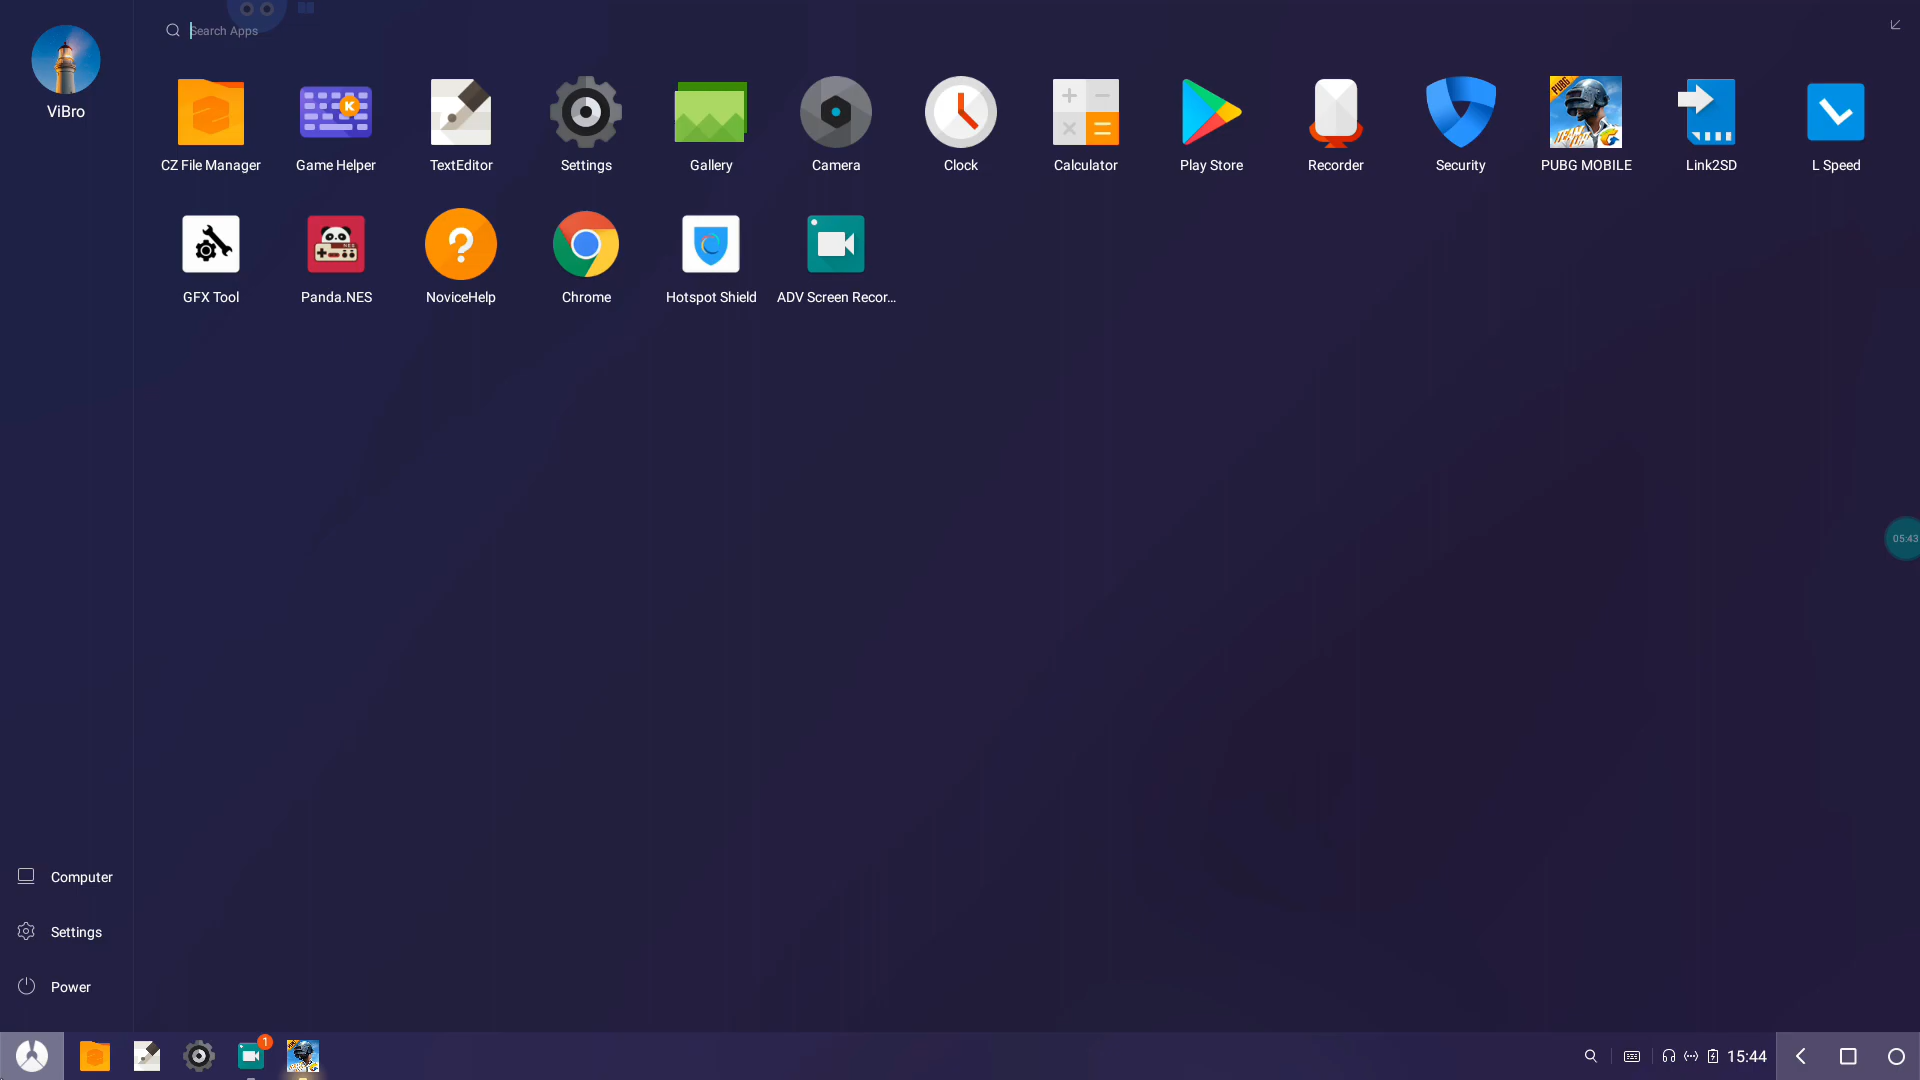 Search Apps
ViBro
CZ File Manager
Game Helper
TextEditor
Settings
Gallery
Camera
Clock
Calculator
Play Store
Recorder
Security
PUBG MOBILE
Link2SD
L Speed
GFX Tool
Panda.NES
NoviceHelp
Chrome
Hotspot Shield
ADV Screen Recor...
05:43
Computer
Settings
Power
1
15:44